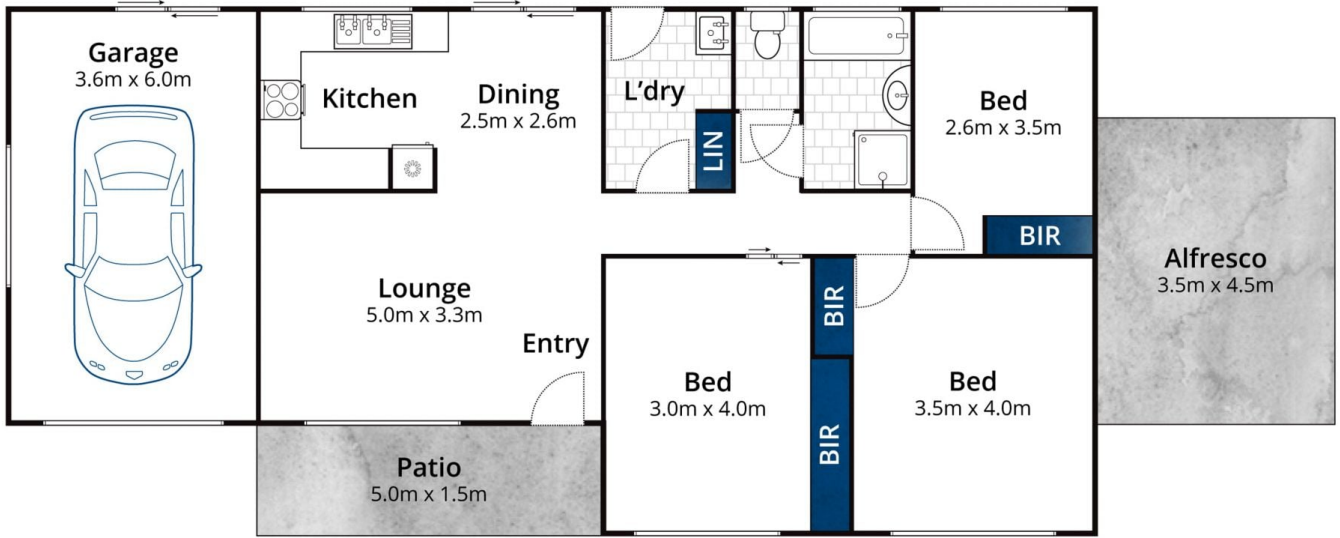 Garage
3.6m x 6.0m
Kitchen
Dining
2.5m x 2.6m
L'dry
LIN
Bed
2.6m x 3.5m
BIR
Alfresco
3.5m x 4.5m
Lounge
5.0m x 3.3m
Entry
BIR
Bed
3.0m x 4.0m
BIR
Bed
3.5m x 4.0m
Patio
5.0m x 1.5m